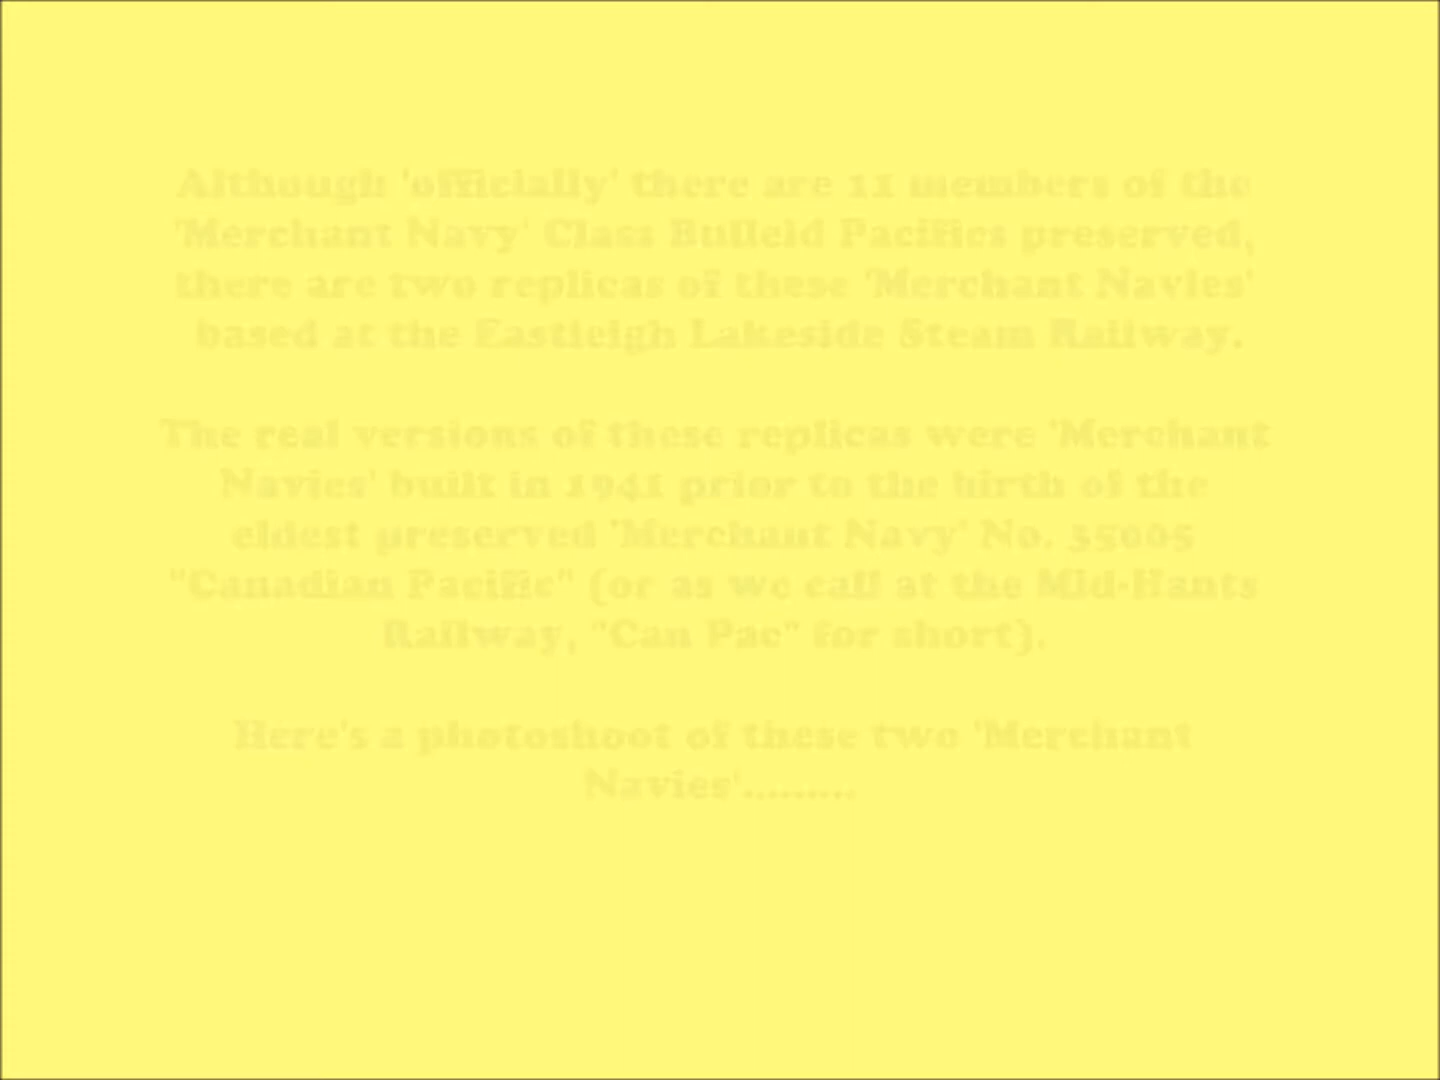 Although 'officially' there are 11 members of the
'Merchant Navy' Class Bulleid Pacifics preserved,
there are two replicas of these 'Merchant Navies'
based at the Eastleigh Lakeside Steam Railway.
The real versions of these replicas were 'Merchant
Navies' built in 1941 prior to the birth of the
eldest preserved 'Merchant Navy' No. 35005
"Canadian Pacific" (or as we call at the Mid-Hants
Railway, "Can Pac" for short).
Here's a photoshoot of these two 'Merchant
Navies'.........